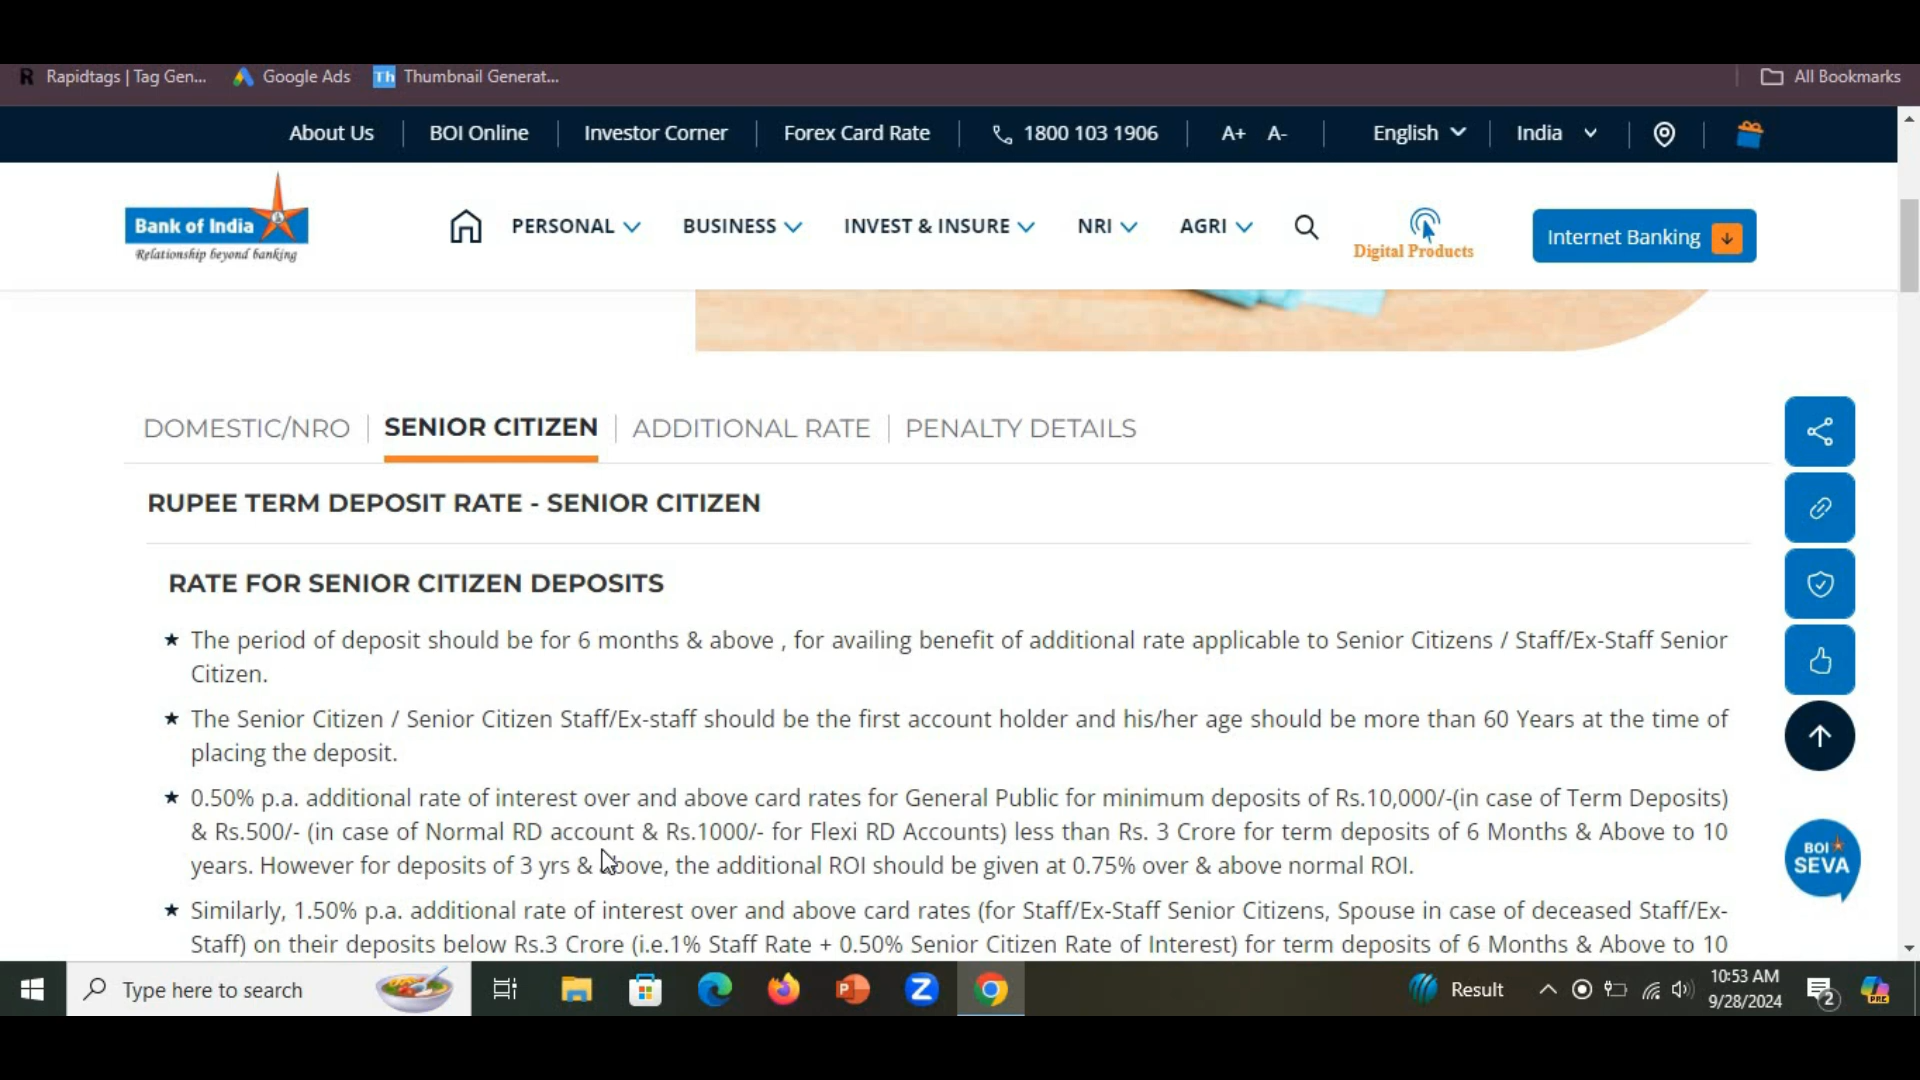 Rapidtags | Tag Gen...
Google Ads
Th
Thumbnail Generat...
All Bookmarks
About Us
BOI Online
Investor Corner
Forex Card Rate
1800 103 1906
A+ A-
English
India
Bank of India
Relationship beyond banking
PERSONAL
BUSINESS
INVEST & INSURE
NRI
AGRI
Digital Products
Internet Banking
DOMESTIC/NRO
SENIOR CITIZEN
ADDITIONAL RATE
PENALTY DETAILS
RUPEE TERM DEPOSIT RATE - SENIOR CITIZEN
RATE FOR SENIOR CITIZEN DEPOSITS
The period of deposit should be for 6 months & above , for availing benefit of additional rate applicable to Senior Citizens / Staff/Ex-Staff Senior
Citizen.
The Senior Citizen / Senior Citizen Staff/Ex-staff should be the first account holder and his/her age should be more than 60 Years at the time of
placing the deposit.
0.50% p.a. additional rate of interest over and above card rates for General Public for minimum deposits of Rs.10,000/-(in case of Term Deposits)
& Rs.500/- (in case of Normal RD account & Rs.1000/- for Flexi RD Accounts) less than Rs. 3 Crore for term deposits of 6 Months & Above to 10
years. However for deposits of 3 yrs & above, the additional ROI should be given at 0.75% over & above normal ROI.
Similarly, 1.50% p.a. additional rate of interest over and above card rates (for Staff/Ex-Staff Senior Citizens, Spouse in case of deceased Staff/Ex-
Staff) on their deposits below Rs.3 Crore (i.e.1% Staff Rate + 0.50% Senior Citizen Rate of Interest) for term deposits of 6 Months & Above to 10
BOI
SEVA
Type here to search
Result
10:53 AM
9/28/2024
2
PRE